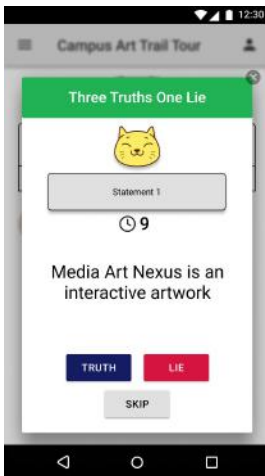 12:30
Campus Art Trail Tour
Three Truths One Lie
Statement 1
9
Media Art Nexus is an
interactive artwork
TRUTH LIE
SKIP